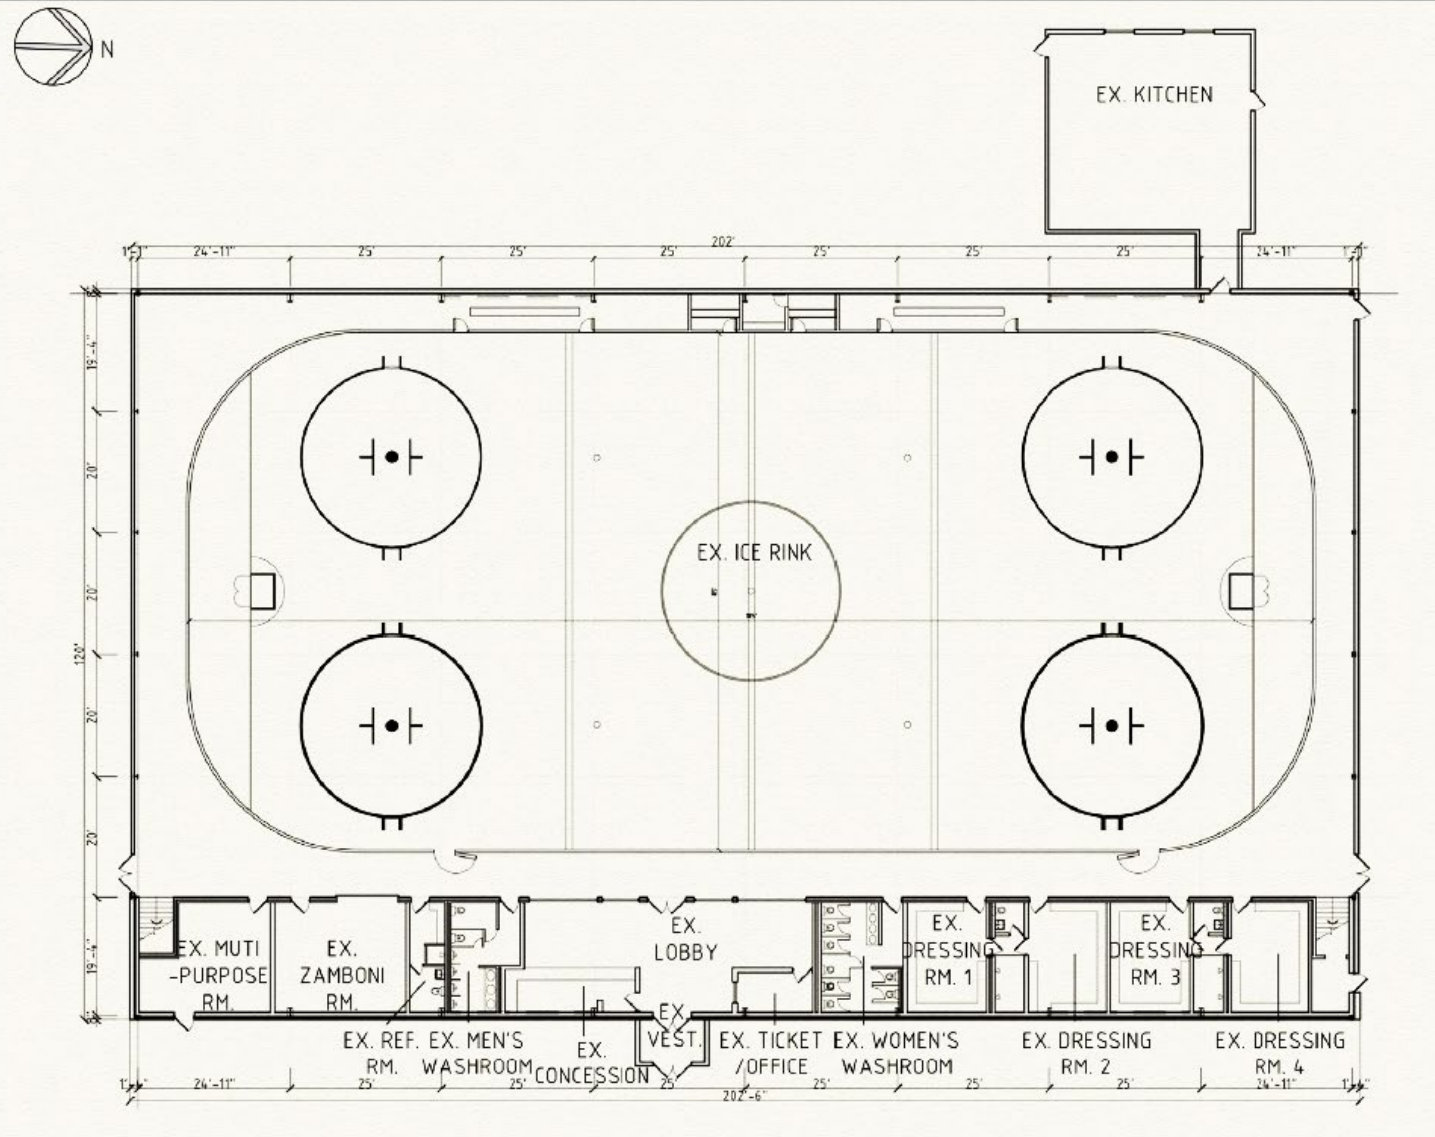 N
EX. KITCHEN
202'
1'-1"
24'-11"
25'
25'
25'
25'
25'
25'
24'-11"
19'-4"
20'
20'
120'
20'
20'
19'-4"
EX. ICE RINK
EX. MUTI
-PURPOSE
RM.
EX.
ZAMBONI
RM.
EX.
LOBBY
EX.
DRESSING
RM. 1
EX.
DRESSING
RM. 3
EX. REF.
RM.
EX. MEN'S
WASHROOM
EX.
CONCESSION
EX.
VEST.
EX. TICKET
/OFFICE
EX. WOMEN'S
WASHROOM
EX. DRESSING
RM. 2
EX. DRESSING
RM. 4
24'-11"
25'
25'
25'
25'
25'
25'
24'-11"
202'-6"